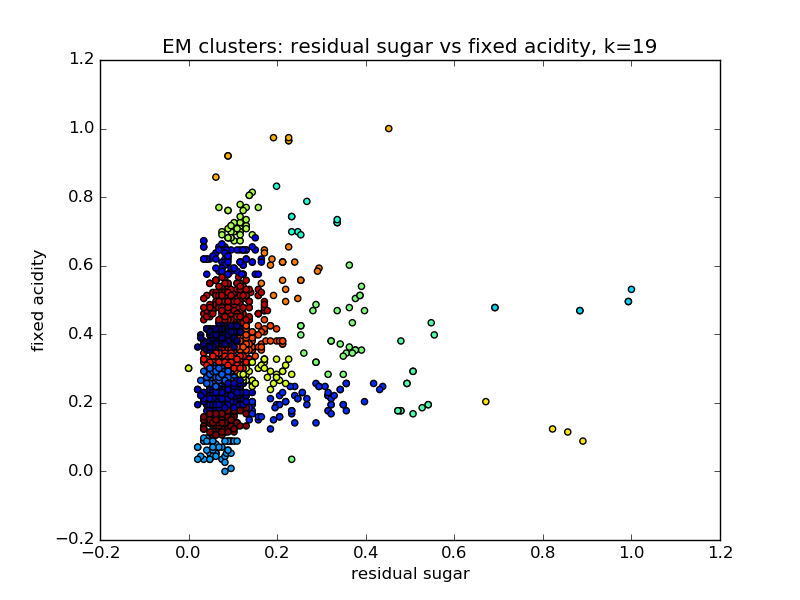 EM clusters: residual sugar vs fixed acidity, k=19
1.2
1.0
0.8
0.6
0.4
0.2
0.0
−0.2
fixed acidity
−0.2 0.0 0.2 0.4 0.6 0.8 1.0 1.2
residual sugar